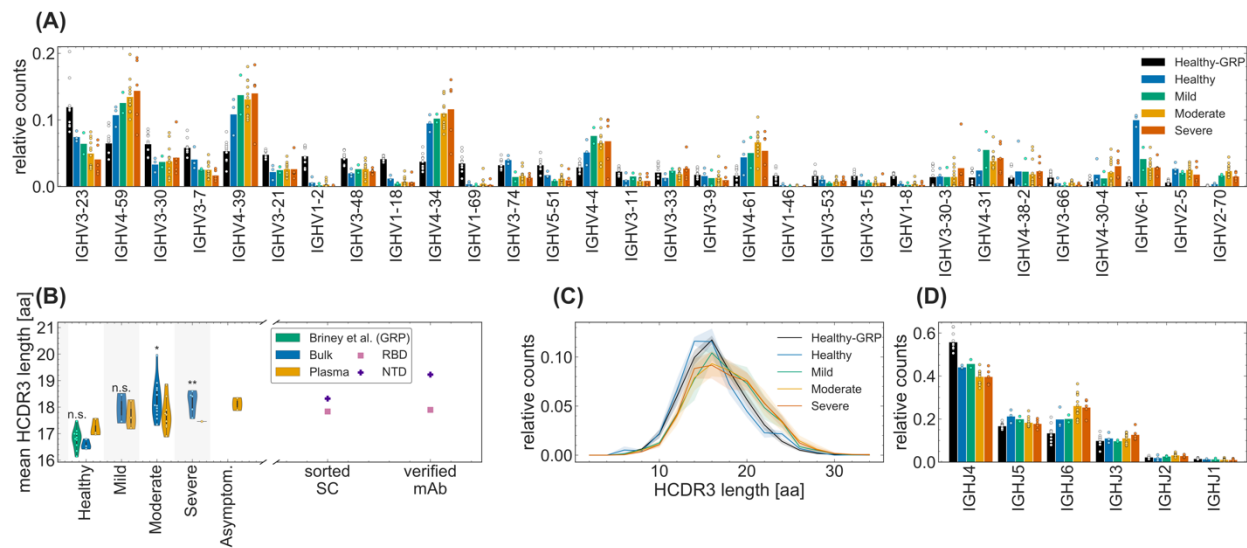 (A)
relative counts
0.2
0.1
0.0
Healthy-GRP
Healthy
Mild
Moderate
Severe
IGHV3-23
IGHV4-59
IGHV3-30
IGHV3-7
IGHV4-39
IGHV3-21
IGHV1-2
IGHV3-48
IGHV1-18
IGHV4-34
IGHV1-69
IGHV3-74
IGHV5-51
IGHV4-4
IGHV3-11
IGHV3-33
IGHV3-9
IGHV4-61
IGHV1-46
IGHV3-53
IGHV3-15
IGHV1-8
IGHV3-30-3
IGHV4-31
IGHV4-38-2
IGHV3-66
IGHV4-30-4
IGHV6-1
IGHV2-5
IGHV2-70
(B)
mean HCDR3 length [aa]
21
20
19
18
17
16
n.s.
n.s.
*
**
Briney et al. (GRP)
Bulk
Plasma
RBD
NTD
Healthy
Mild
Moderate
Severe
Asymptom.
sorted
SC
verified
mAb
(C)
relative counts
0.10
0.05
0.00
Healthy-GRP
Healthy
Mild
Moderate
Severe
10
20
30
HCDR3 length [aa]
(D)
relative counts
0.6
0.4
0.2
0.0
IGHJ4
IGHJ5
IGHJ6
IGHJ3
IGHJ2
IGHJ1